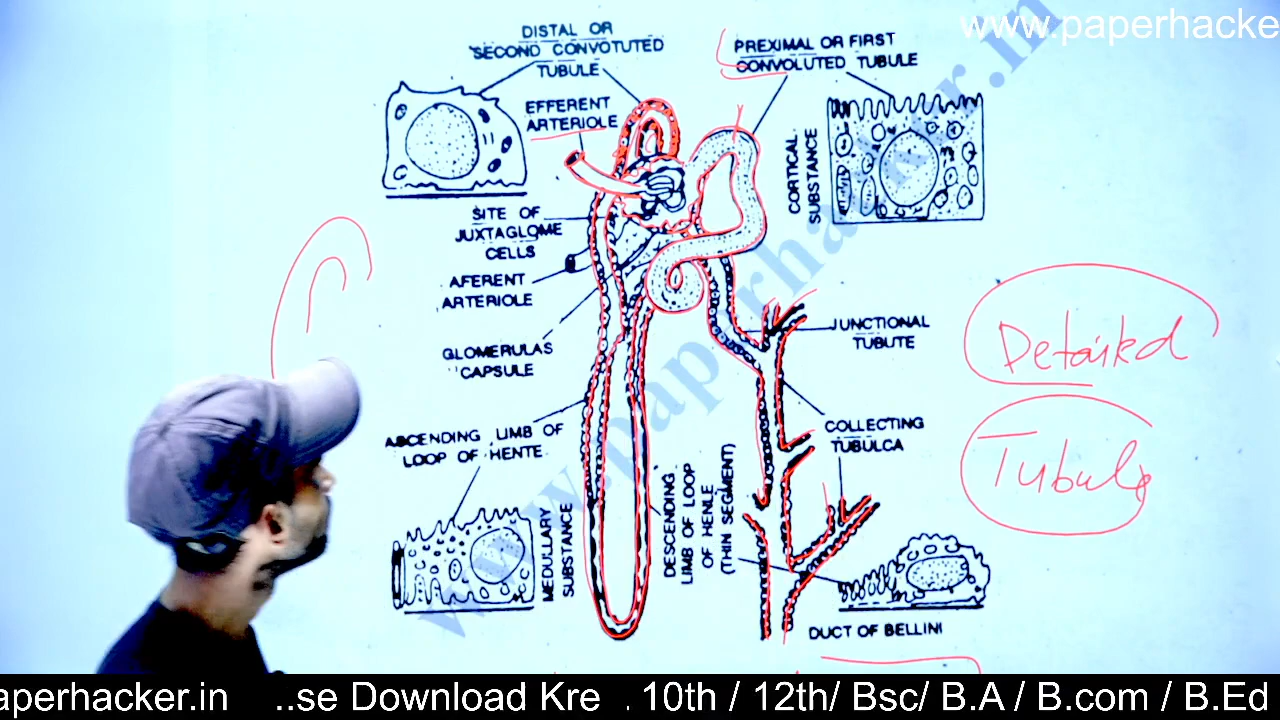 www.paperhacke
DISTAL OR
SECOND CONVOTUTED
TUBULE
PREXIMAL OR FIRST
CONVOLUTED TUBULE
EFFERENT
ARTERIOLE
CORTICAL
SUBSTANCE
SITE OF
JUXTAGLOME
CELLS
AFERENT
ARTERIOLE
GLOMERULAS
CAPSULE
JUNCTIONAL
TUBUTE
Detailed
Tubule
ASCENDING LIMB OF
LOOP OF HENTE
COLLECTING
TUBULCA
MEDULLARY
SUBSTANCE
DESCENDING
LIMB OF LOOP
OF HENLE
(THIN SEGMENT)
DUCT OF BELLINI
www.paperhacker.in
aperhacker.in ..se Download Kre . 10th / 12th/ Bsc/ B.A / B.com / B.Ed